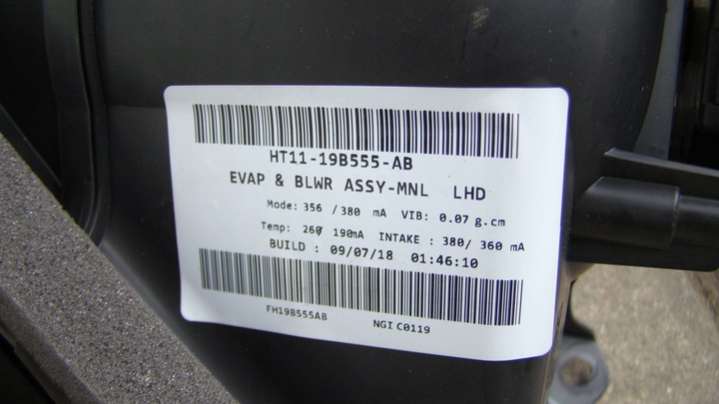 HT11-19B555-AB
EVAP & BLWR ASSY-MNL LHD
Mode: 356 /380 mA VIB: 0.07 g.cm
Temp: 260/ 190mA INTAKE : 380/ 360 mA
BUILD : 09/07/18 01:46:10
FH19B555AB NGI C0119